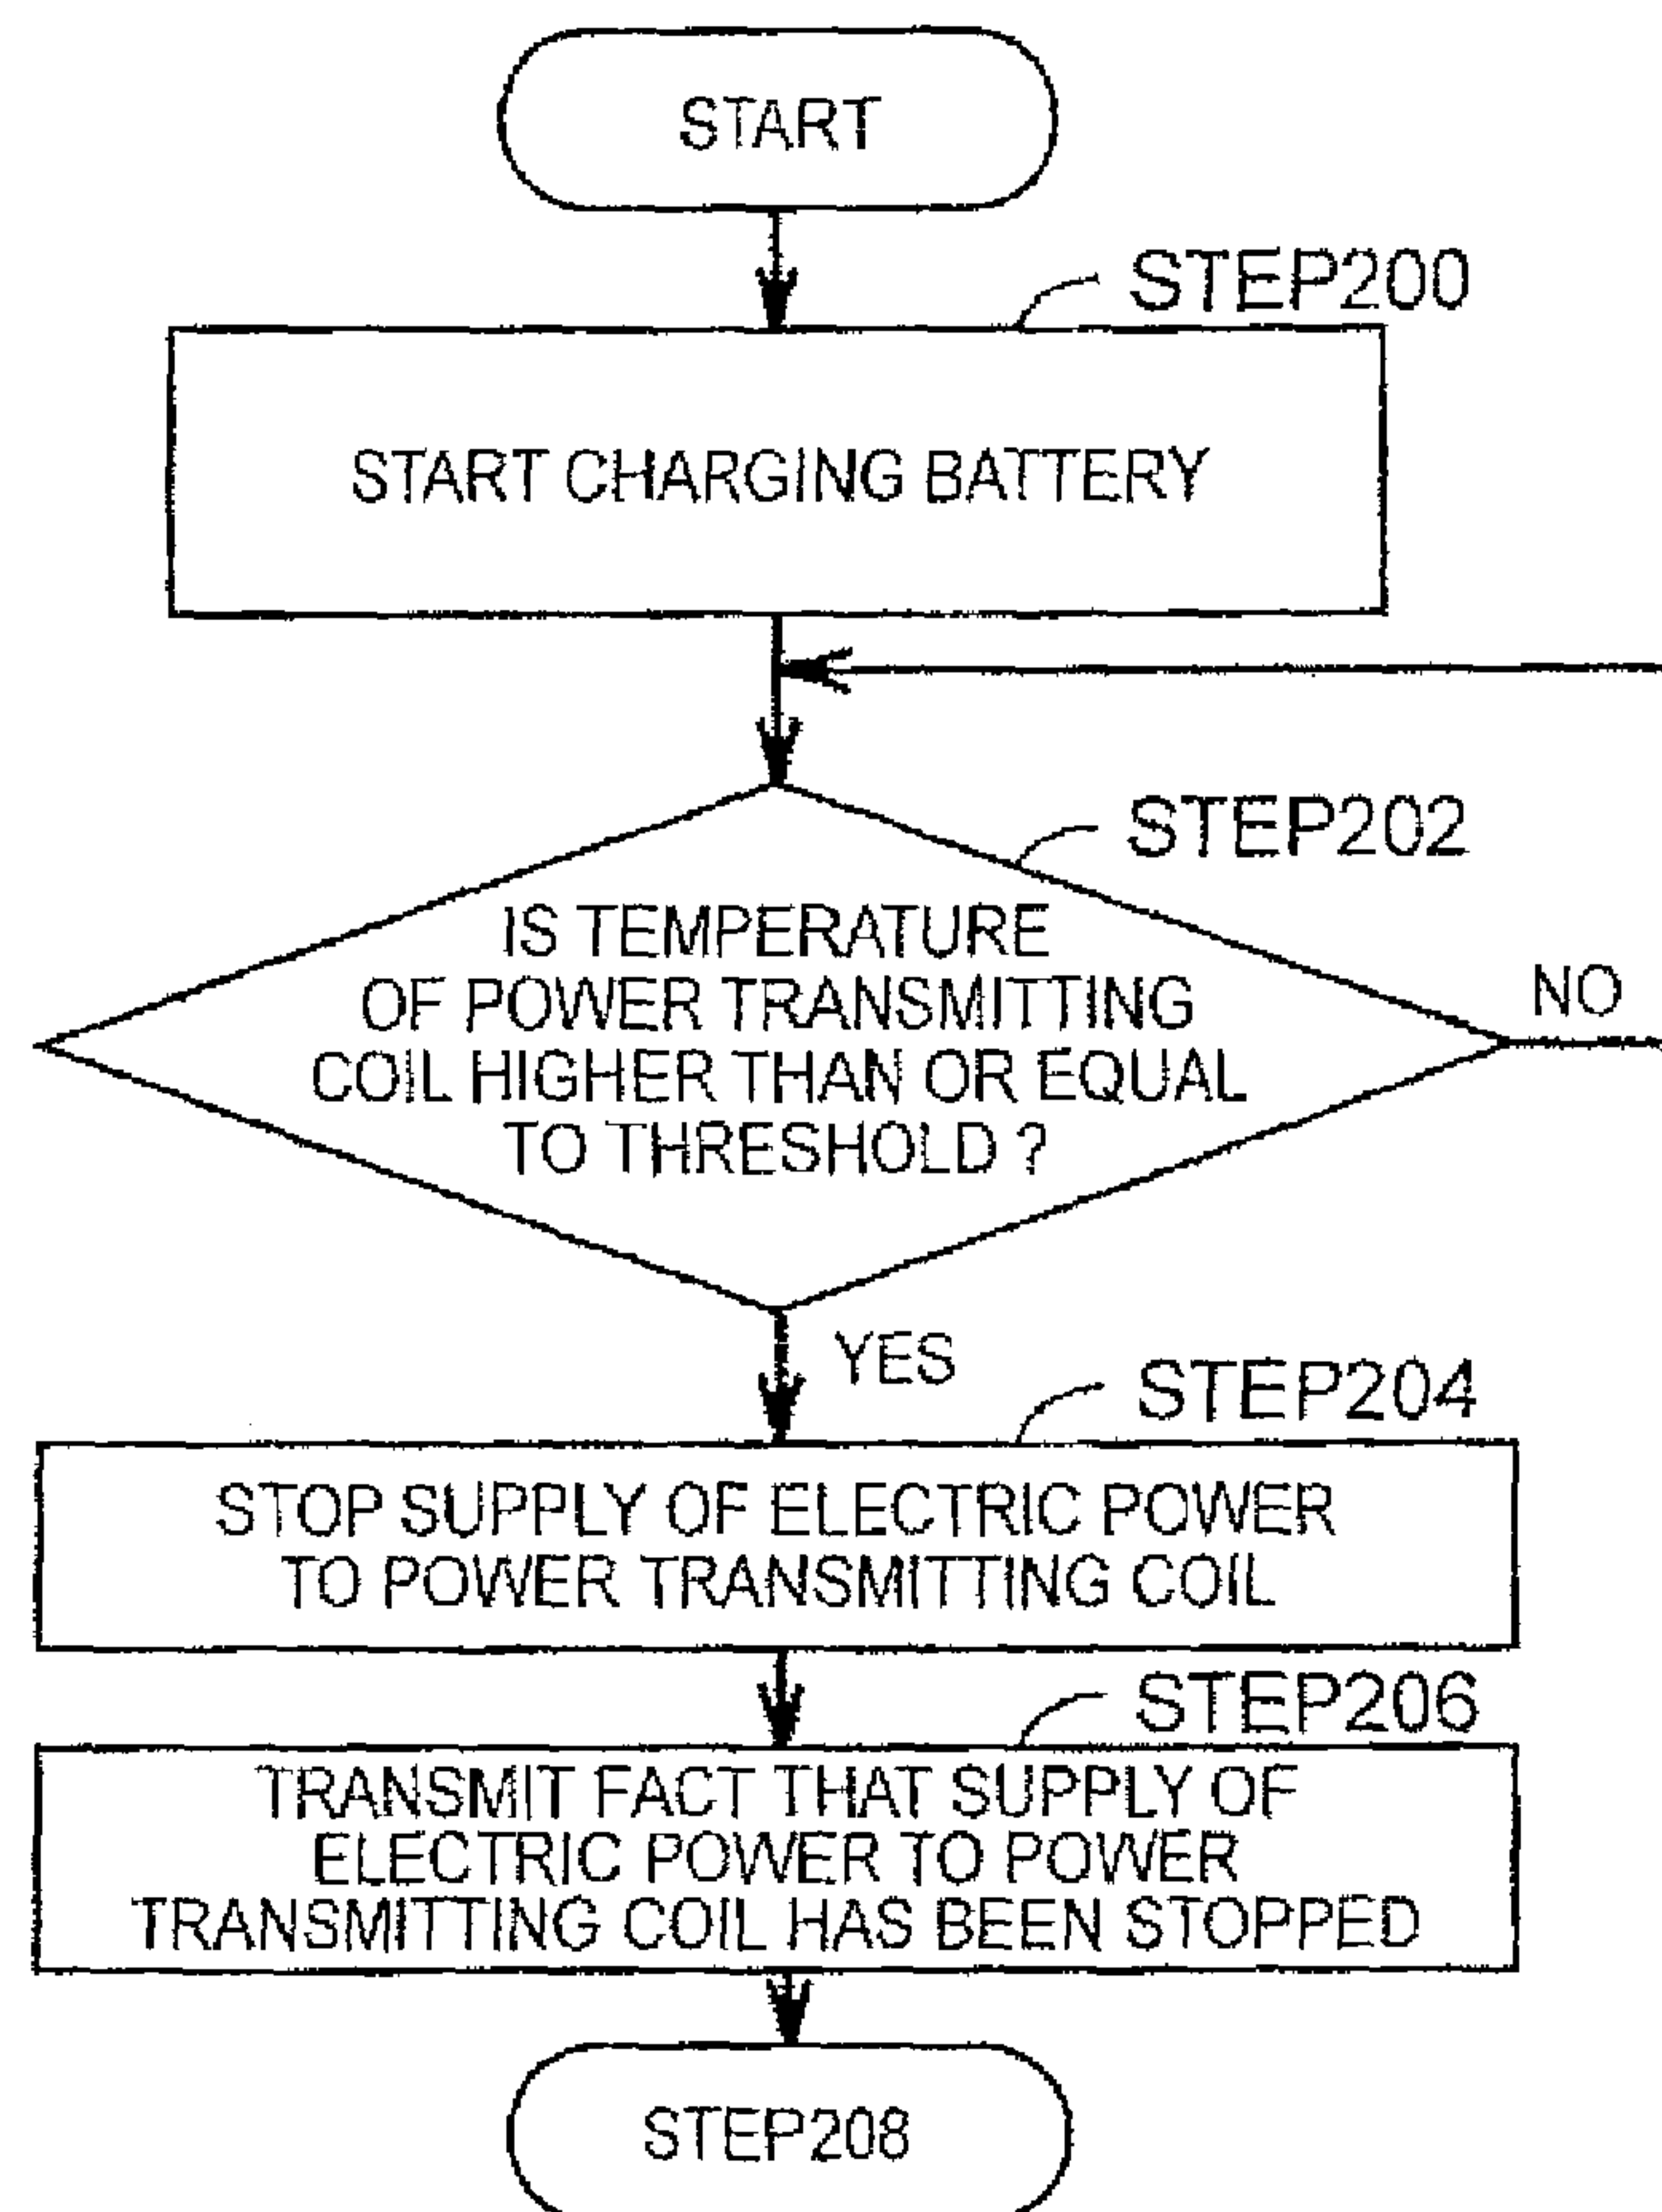 START
STEP200
START CHARGING BATTERY
STEP202
IS TEMPERATURE
OF POWER TRANSMITTING
COIL HIGHER THAN OR EQUAL
TO THRESHOLD ?
NO
YES
STEP204
STOP SUPPLY OF ELECTRIC POWER
TO POWER TRANSMITTING COIL
STEP206
TRANSMIT FACT THAT SUPPLY OF
ELECTRIC POWER TO POWER
TRANSMITTING COIL HAS BEEN STOPPED
STEP208